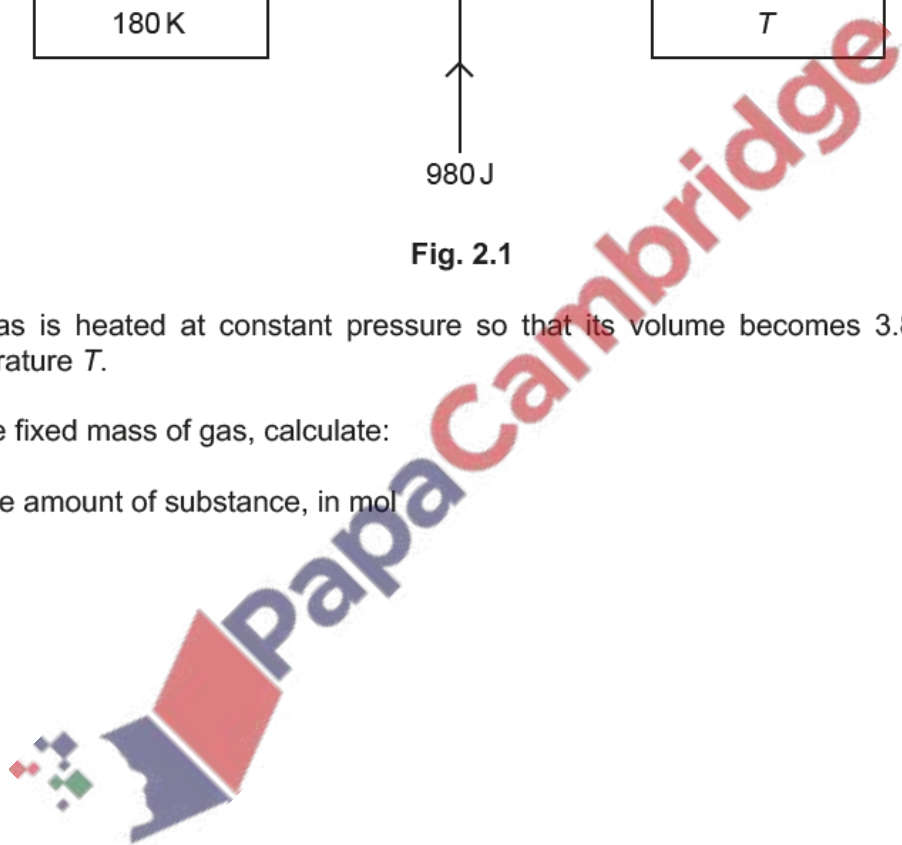 180 K
T
980 J
Fig. 2.1
as is heated at constant pressure so that its volume becomes 3.8
rature T.
e fixed mass of gas, calculate:
e amount of substance, in mol
PapaCambridge